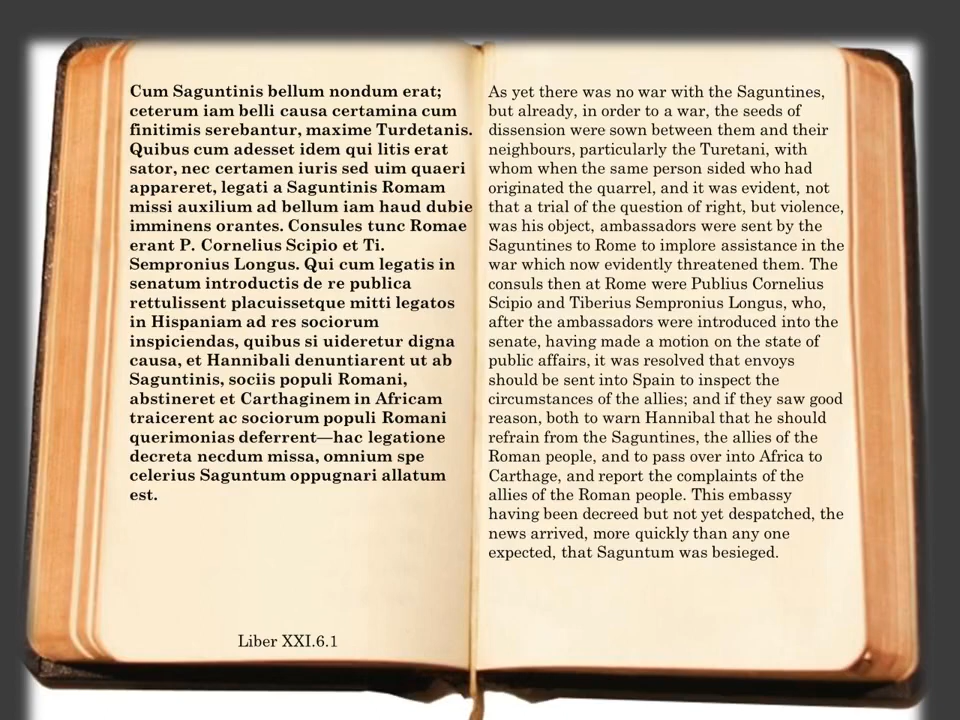 Cum Saguntinis bellum nondum erat;
ceterum iam belli causa certamina cum
finitimis serebantur, maxime Turdetanis.
Quibus cum adesset idem qui litis erat
sator, nec certamen iuris sed uim quaeri
appareret, legati a Saguntinis Romam
missi auxilium ad bellum iam haud dubie
imminens orantes. Consules tunc Romae
erant P. Cornelius Scipio et Ti.
Sempronius Longus. Qui cum legatis in
senatum introductis de re publica
rettulissent placuissetque mitti legatos
in Hispaniam ad res sociorum
inspiciendas, quibus si uideretur digna
causa, et Hannibali denuntiarent ut ab
Saguntinis, sociis populi Romani,
abstineret et Carthaginem in Africam
traicerent ac sociorum populi Romani
querimonias deferrent—hac legatione
decreta necdum missa, omnium spe
celerius Saguntum oppugnari allatum
est.
Liber XXI.6.1
As yet there was no war with the Saguntines,
but already, in order to a war, the seeds of
dissension were sown between them and their
neighbours, particularly the Turetani, with
whom when the same person sided who had
originated the quarrel, and it was evident, not
that a trial of the question of right, but violence,
was his object, ambassadors were sent by the
Saguntines to Rome to implore assistance in the
war which now evidently threatened them. The
consuls then at Rome were Publius Cornelius
Scipio and Tiberius Sempronius Longus, who,
after the ambassadors were introduced into the
senate, having made a motion on the state of
public affairs, it was resolved that envoys
should be sent into Spain to inspect the
circumstances of the allies; and if they saw good
reason, both to warn Hannibal that he should
refrain from the Saguntines, the allies of the
Roman people, and to pass over into Africa to
Carthage, and report the complaints of the
allies of the Roman people. This embassy
having been decreed but not yet despatched, the
news arrived, more quickly than any one
expected, that Saguntum was besieged.